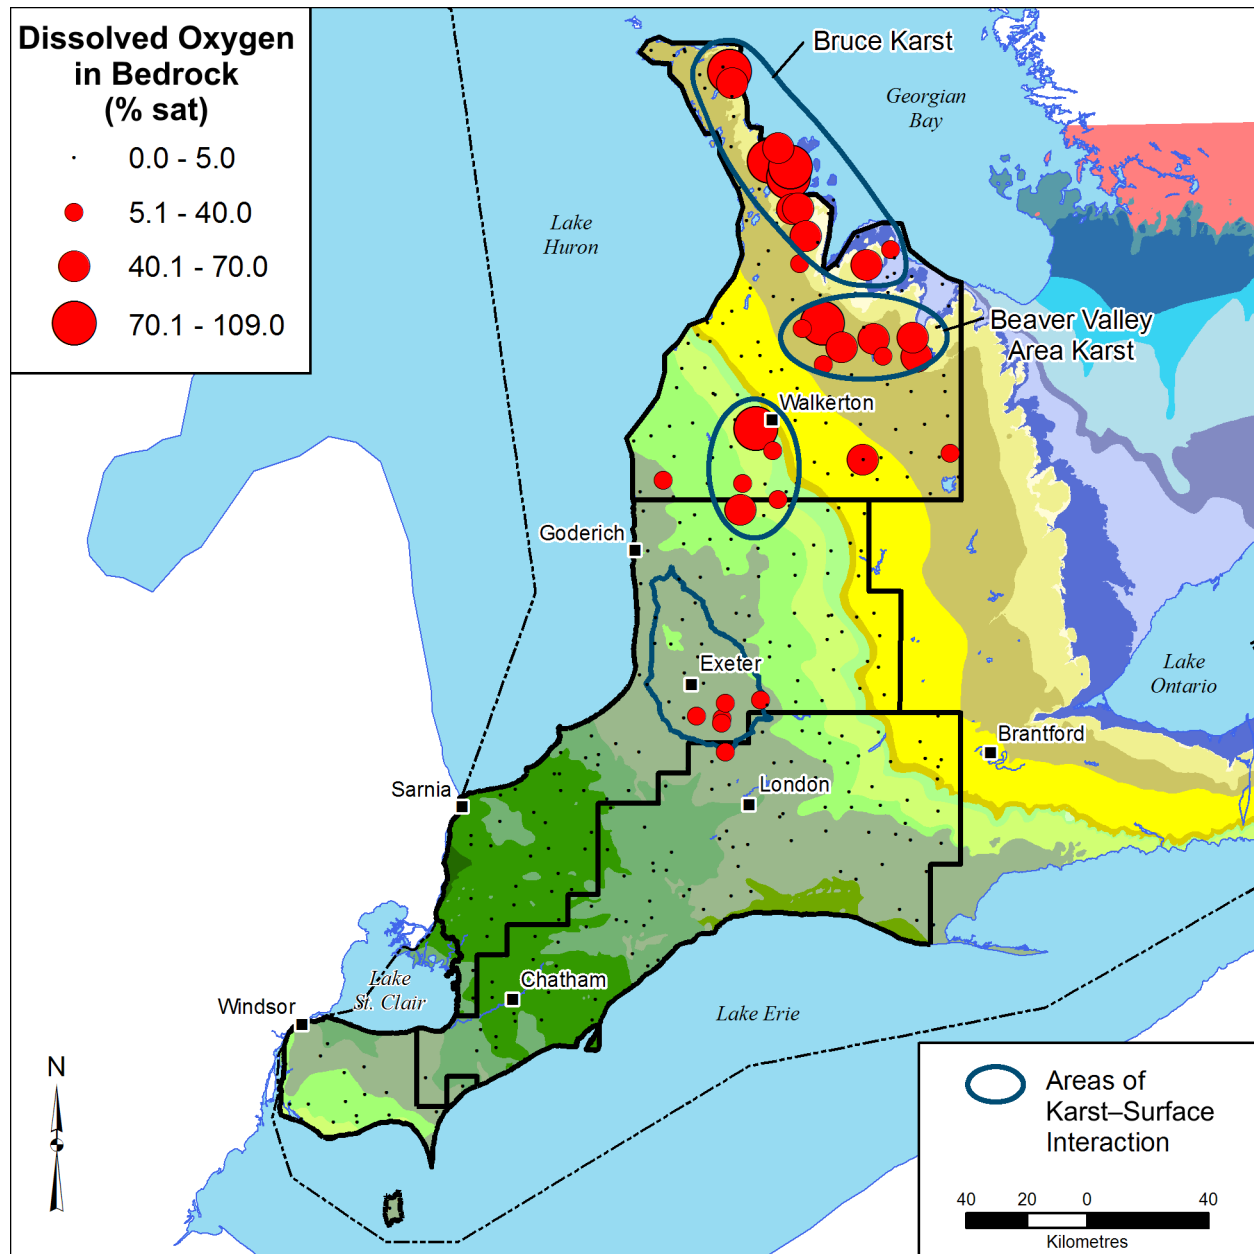 Dissolved Oxygen
in Bedrock
(% sat)
0.0 - 5.0
5.1 - 40.0
40.1 - 70.0
70.1 - 109.0
Bruce Karst
Georgian
Bay
Lake
Huron
Beaver Valley
Area Karst
Walkerton
Goderich
Exeter
Lake
Ontario
Brantford
Sarnia
London
Lake
St. Clair
Chatham
Windsor
Lake Erie
N
Areas of
Karst–Surface
Interaction
40 20 0 40
Kilometres